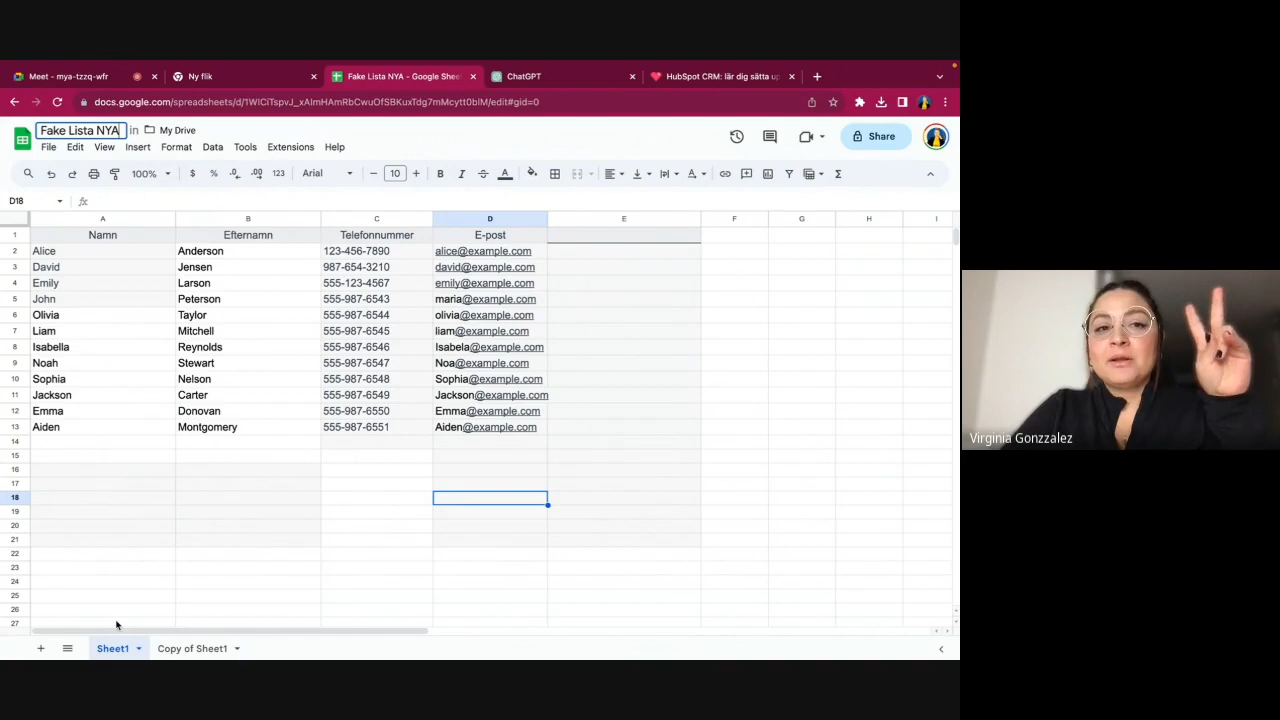 Meet - mya-tzzq-wfr
Ny flik
Fake Lista NYA - Google Shee
ChatGPT
HubSpot CRM: lär dig sätta up
docs.google.com/spreadsheets/d/1WlCiTspvJ_xAlmHAmRbCwuOfSBKuxTdg7mMcytt0blM/edit#gid=0
Fake Lista NYA in My Drive
File Edit View Insert Format Data Tools Extensions Help
Share
100% $ % .0 .00 123 Arial 10 B I S A
D18 fx
A B C D E F G H I
1 Namn Efternamn Telefonnummer E-post
2 Alice Anderson 123-456-7890 alice@example.com
3 David Jensen 987-654-3210 david@example.com
4 Emily Larson 555-123-4567 emily@example.com
5 John Peterson 555-987-6543 maria@example.com
6 Olivia Taylor 555-987-6544 olivia@example.com
7 Liam Mitchell 555-987-6545 liam@example.com
8 Isabella Reynolds 555-987-6546 Isabela@example.com
9 Noah Stewart 555-987-6547 Noa@example.com
10 Sophia Nelson 555-987-6548 Sophia@example.com
11 Jackson Carter 555-987-6549 Jackson@example.com
12 Emma Donovan 555-987-6550 Emma@example.com
13 Aiden Montgomery 555-987-6551 Aiden@example.com
14
15
16
17
18
19
20
21
22
23
24
25
26
27
Sheet1 Copy of Sheet1
Virginia Gonzzalez